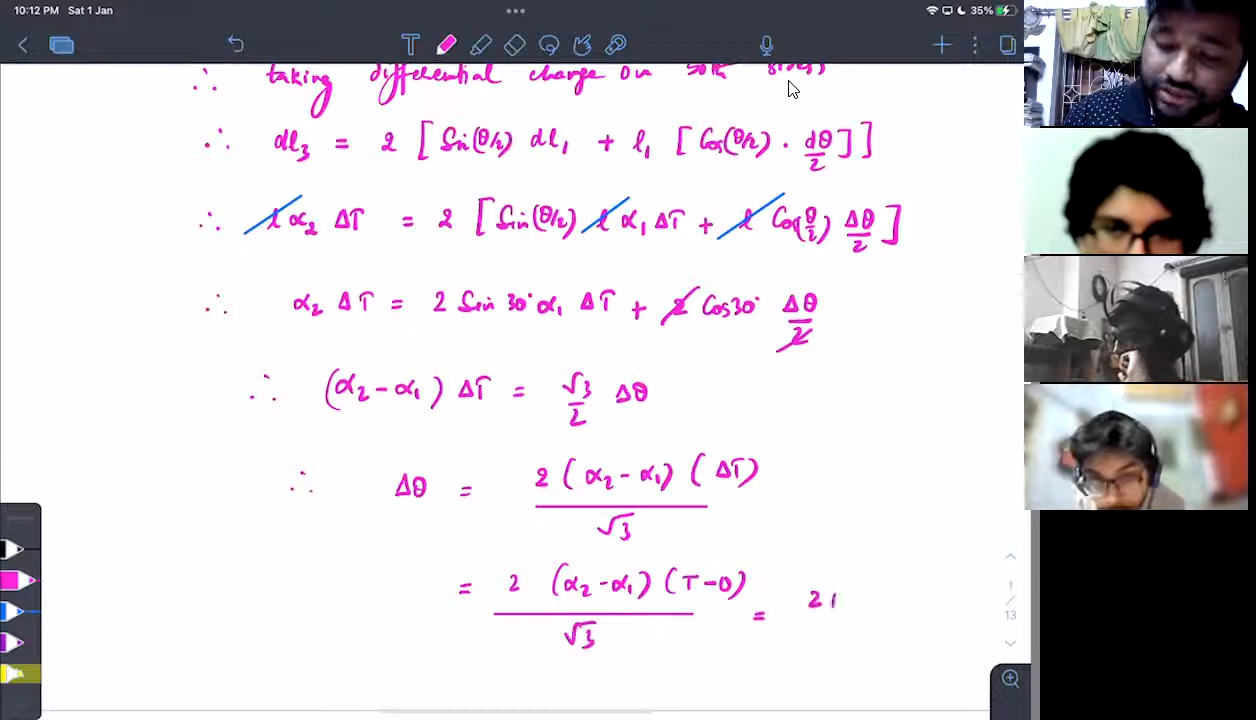 10:12 PM Sat 1 Jan
35%
∴ taking differential change on both sides
∴ dl₃ = 2 [ Sin(θ/2) dl₁ + l₁ [ Cos(θ/2) · dθ/2 ] ]
∴ l α₂ ΔT = 2 [ Sin(θ/2) l α₁ ΔT + l Cos(θ/2) Δθ/2 ]
∴ α₂ ΔT = 2 Sin 30° α₁ ΔT + 2 Cos30° Δθ/2
∴ (α₂ - α₁) ΔT = √3/2 Δθ
∴ Δθ = 2 (α₂ - α₁) (ΔT) / √3
= 2 (α₂ - α₁) (T - 0) / √3 = 2 (
1
/
13